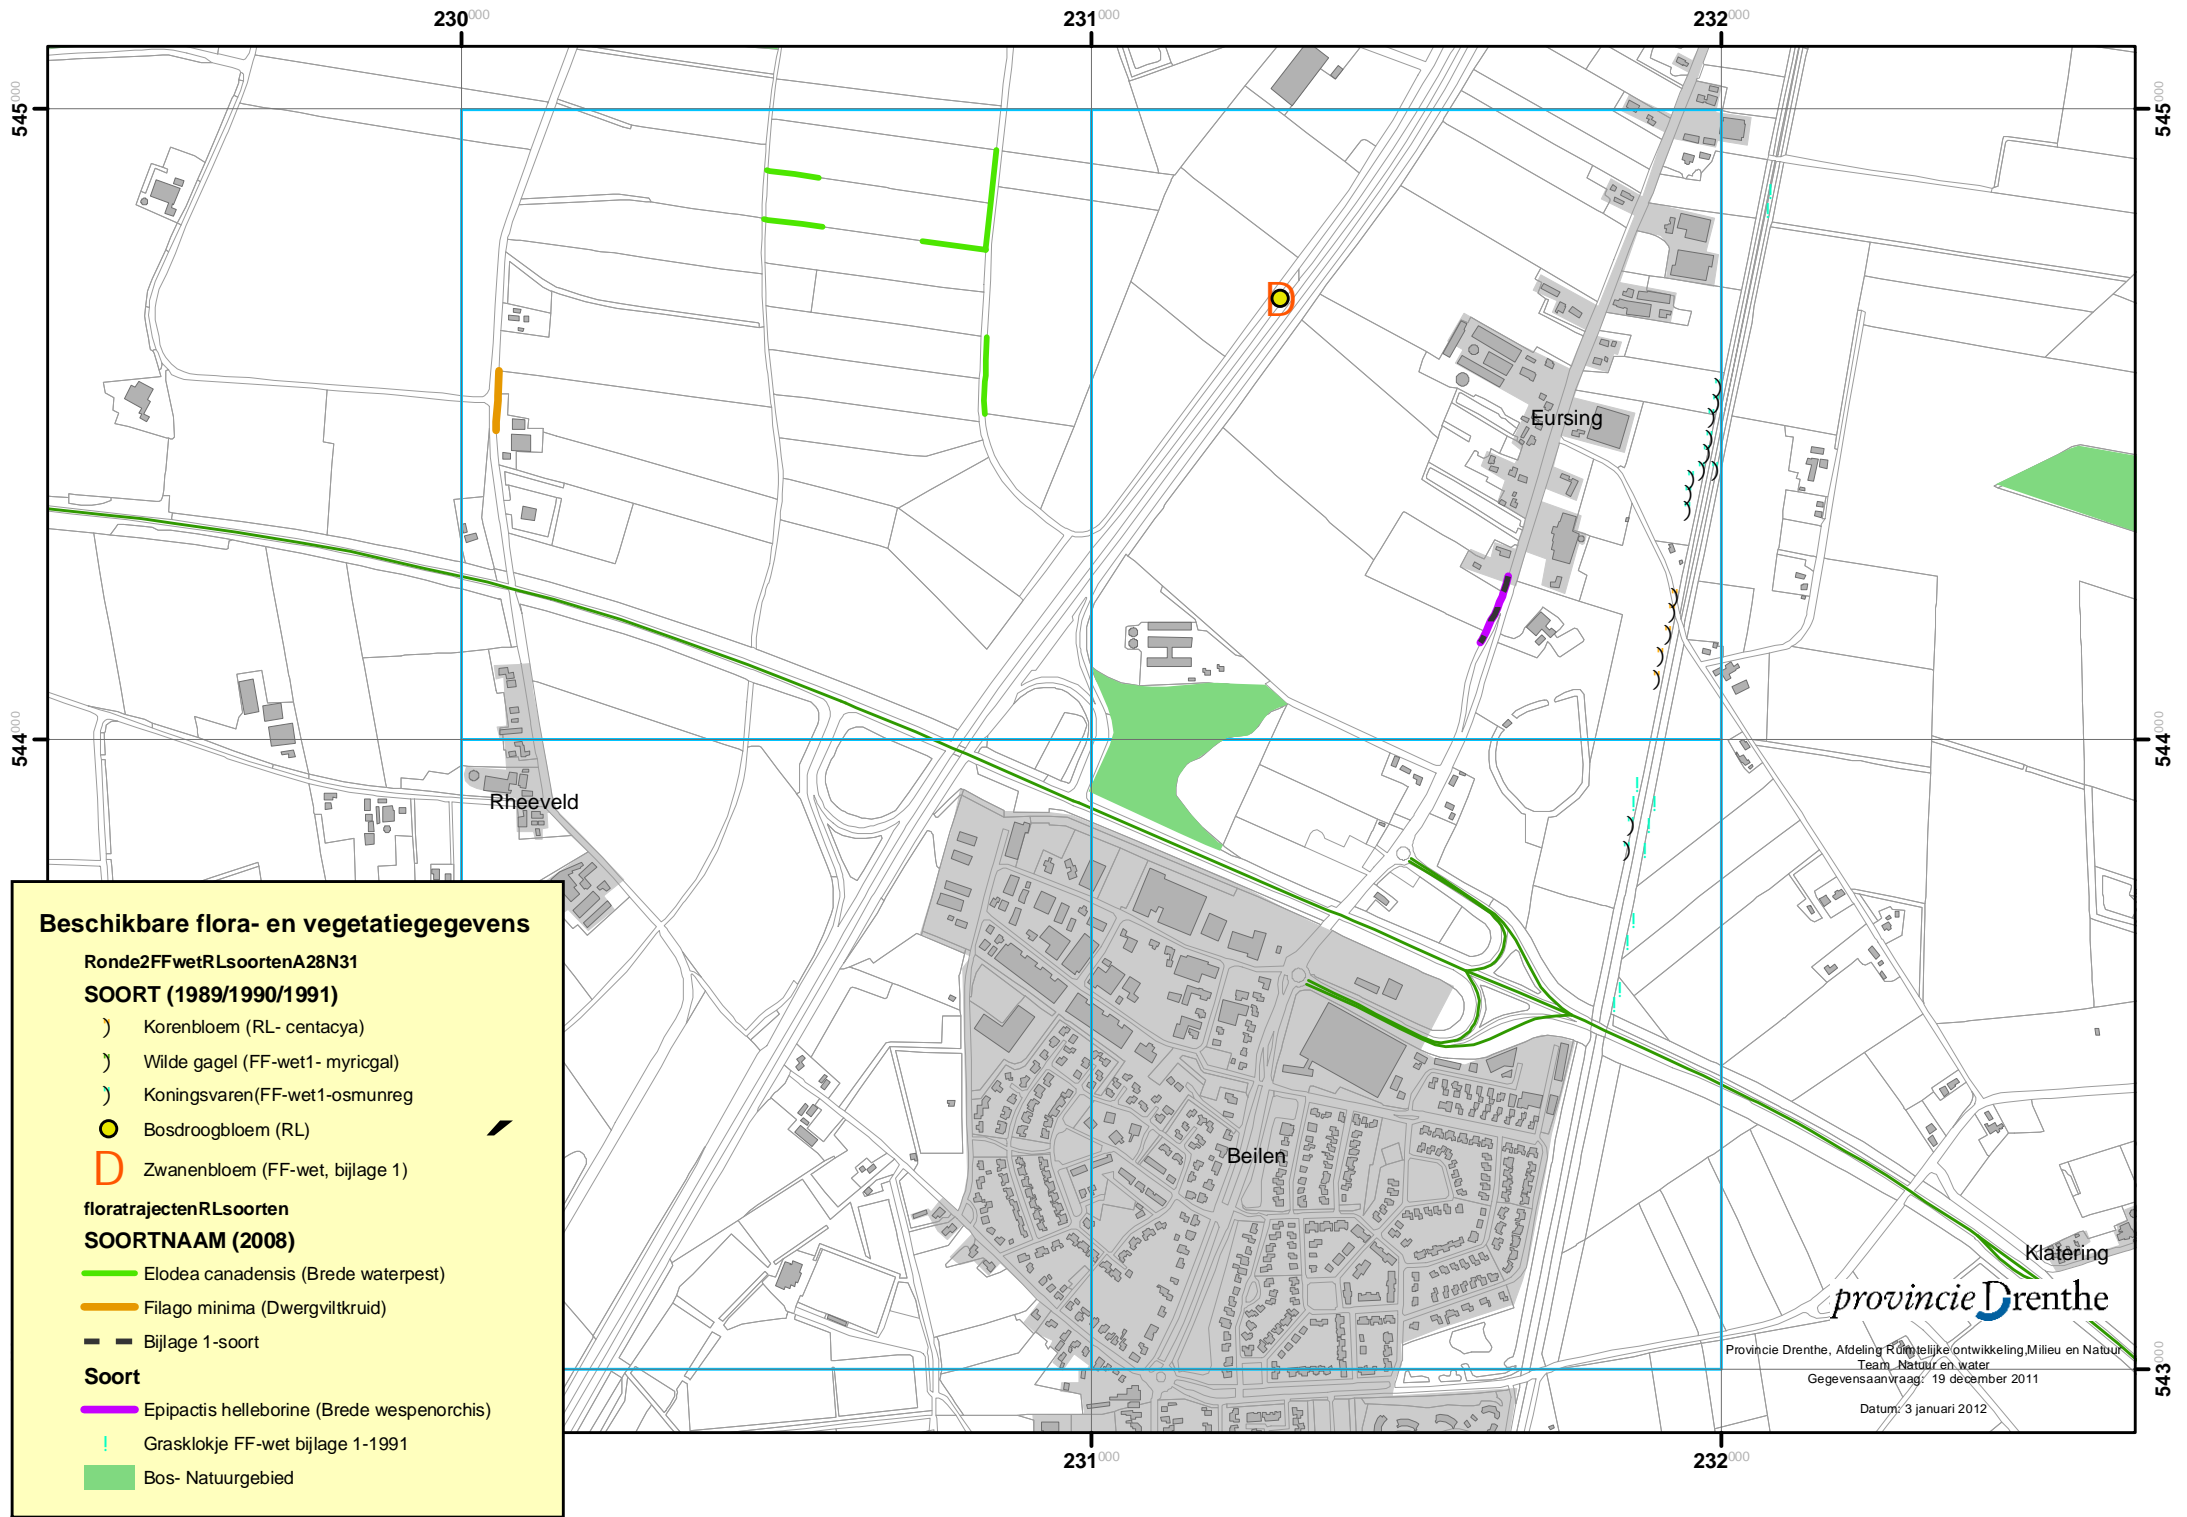 230000 231000 232000
545000 545000
Eursing
544000 544000
Rheeveld
Beschikbare flora- en vegetatiegegevens
Ronde2FFwetRLsoortenA28N31
SOORT (1989/1990/1991)
Korenbloem (RL- centacya)
Wilde gagel (FF-wet1- myricgal)
Koningsvaren(FF-wet1-osmunreg
Bosdroogbloem (RL)
D Zwanenbloem (FF-wet, bijlage 1)
floratrajectenRLsoorten
SOORTNAAM (2008)
Elodea canadensis (Brede waterpest)
Filago minima (Dwergviltkruid)
Bijlage 1-soort
Soort
Epipactis helleborine (Brede wespenorchis)
! Grasklokje FF-wet bijlage 1-1991
Bos- Natuurgebied
D
Beilen
Klatering
provincie Drenthe
Provincie Drenthe, Afdeling Ruimtelijke ontwikkeling,Milieu en Natuur
Team Natuur en water
Gegevensaanvraag: 19 december 2011
Datum: 3 januari 2012
543000
231000 232000